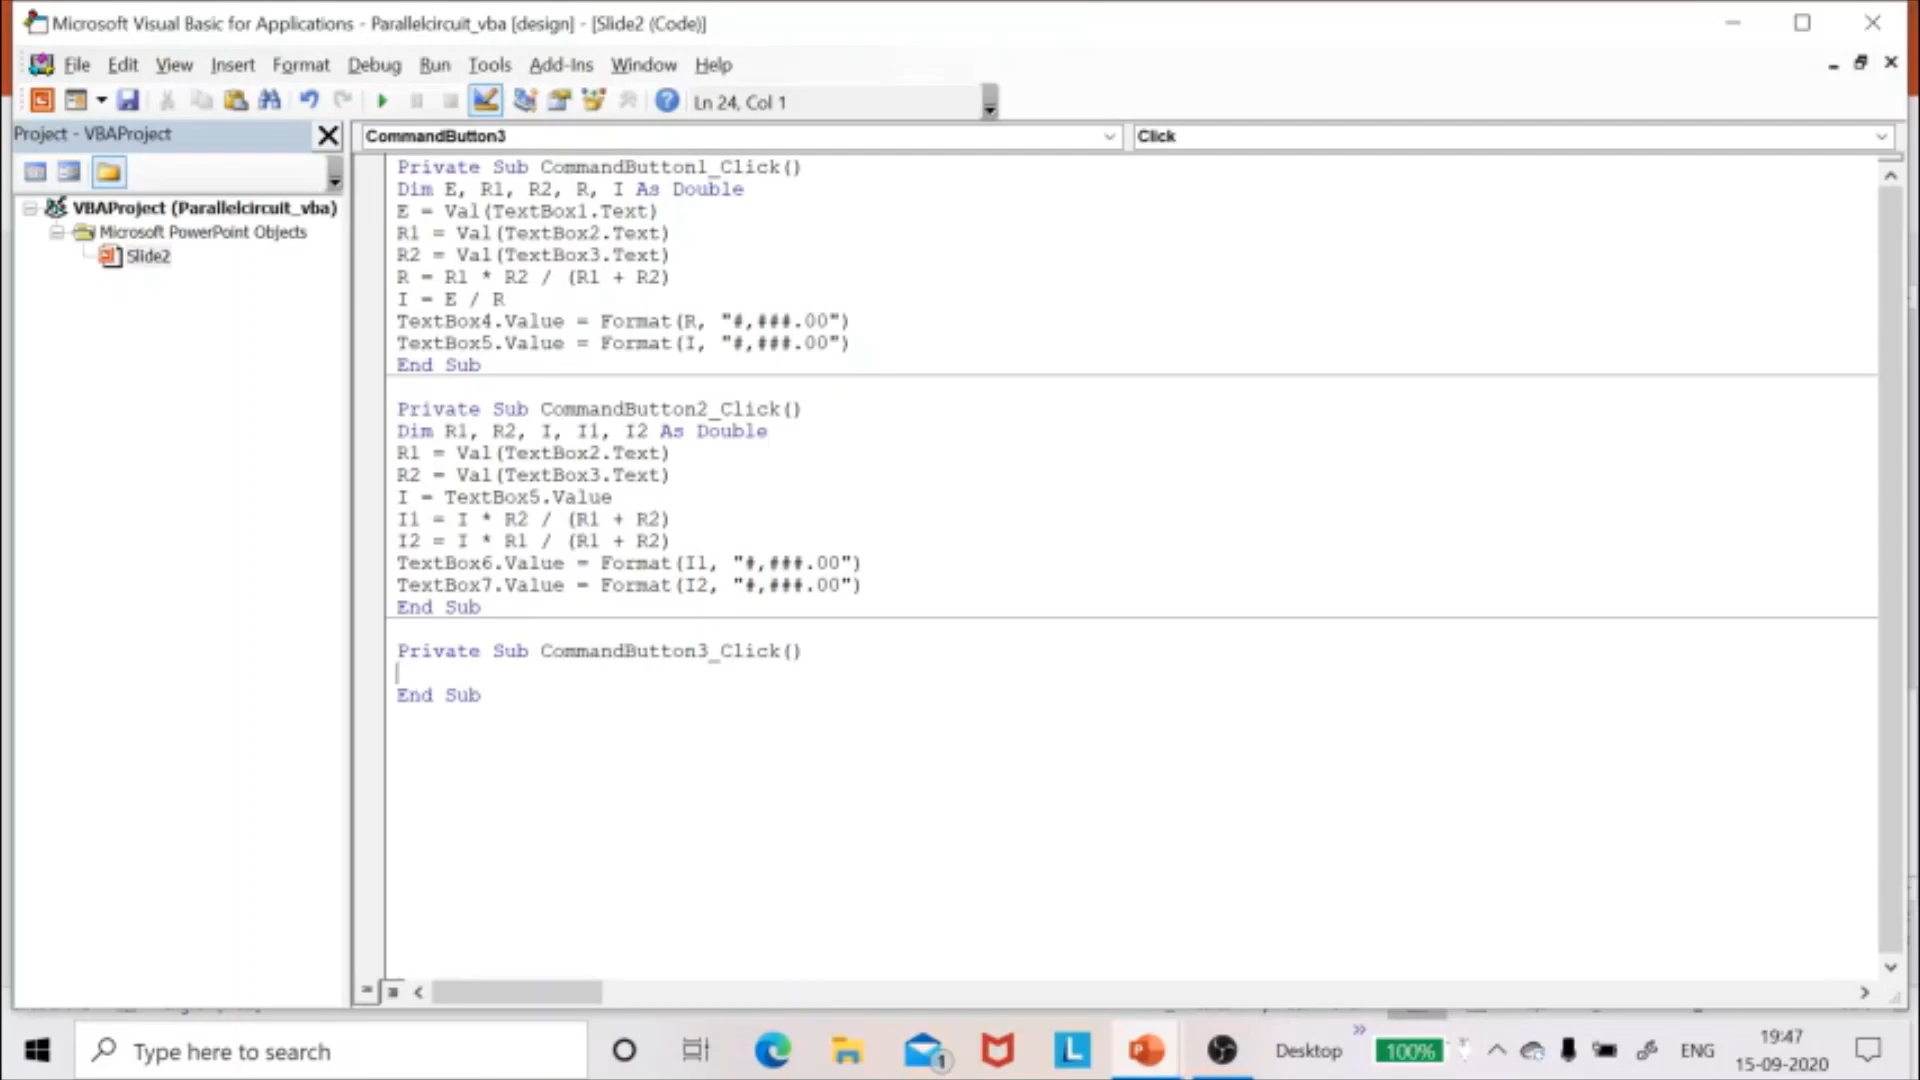 Microsoft Visual Basic for Applications - Parallelcircuit_vba [design] - [Slide2 (Code)]
File Edit View Insert Format Debug Run Tools Add-Ins Window Help
Ln 24, Col 1
Project - VBAProject
CommandButton3
Click
VBAProject (Parallelcircuit_vba)
Microsoft PowerPoint Objects
Slide2
Private Sub CommandButton1_Click()
Dim E, R1, R2, R, I As Double
E = Val(TextBox1.Text)
R1 = Val(TextBox2.Text)
R2 = Val(TextBox3.Text)
R = R1 * R2 / (R1 + R2)
I = E / R
TextBox4.Value = Format(R, "#,###.00")
TextBox5.Value = Format(I, "#,###.00")
End Sub
Private Sub CommandButton2_Click()
Dim R1, R2, I, I1, I2 As Double
R1 = Val(TextBox2.Text)
R2 = Val(TextBox3.Text)
I = TextBox5.Value
I1 = I * R2 / (R1 + R2)
I2 = I * R1 / (R1 + R2)
TextBox6.Value = Format(I1, "#,###.00")
TextBox7.Value = Format(I2, "#,###.00")
End Sub
Private Sub CommandButton3_Click()
End Sub
Type here to search
1
L
P
Desktop
100%
ENG
19:47
15-09-2020